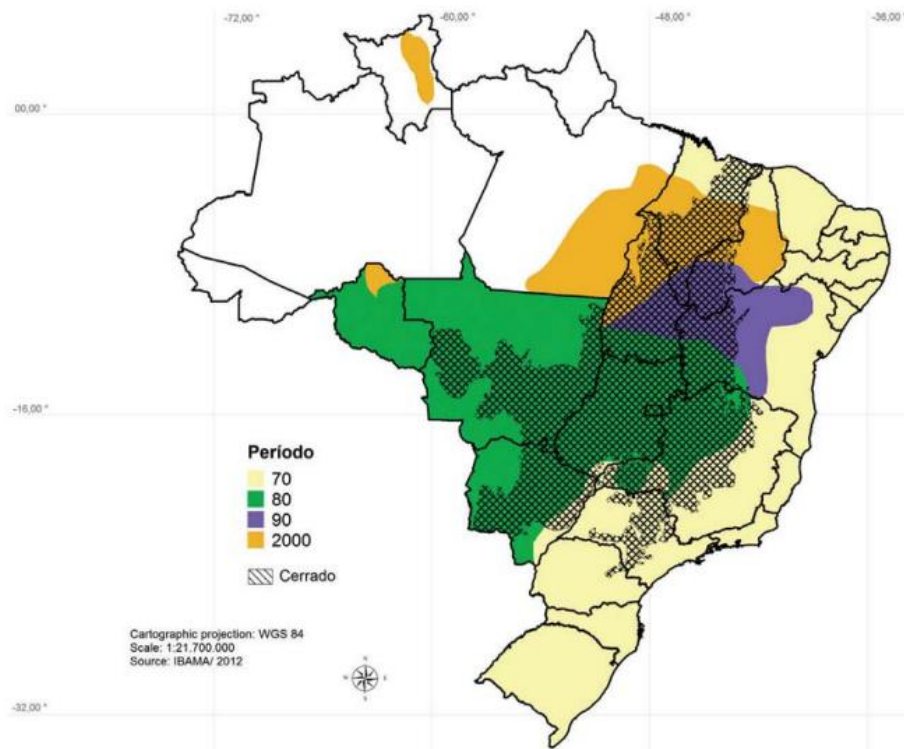 -72,00 °
-60,00 °
-48,00 °
-36,00 °
00,00 °
-16,00 °
Período
70
80
90
2000
Cerrado
Cartographic projection: WGS 84
Scale: 1:21.700.000
Source: IBAMA/ 2012
N
W
E
S
-32,00 °